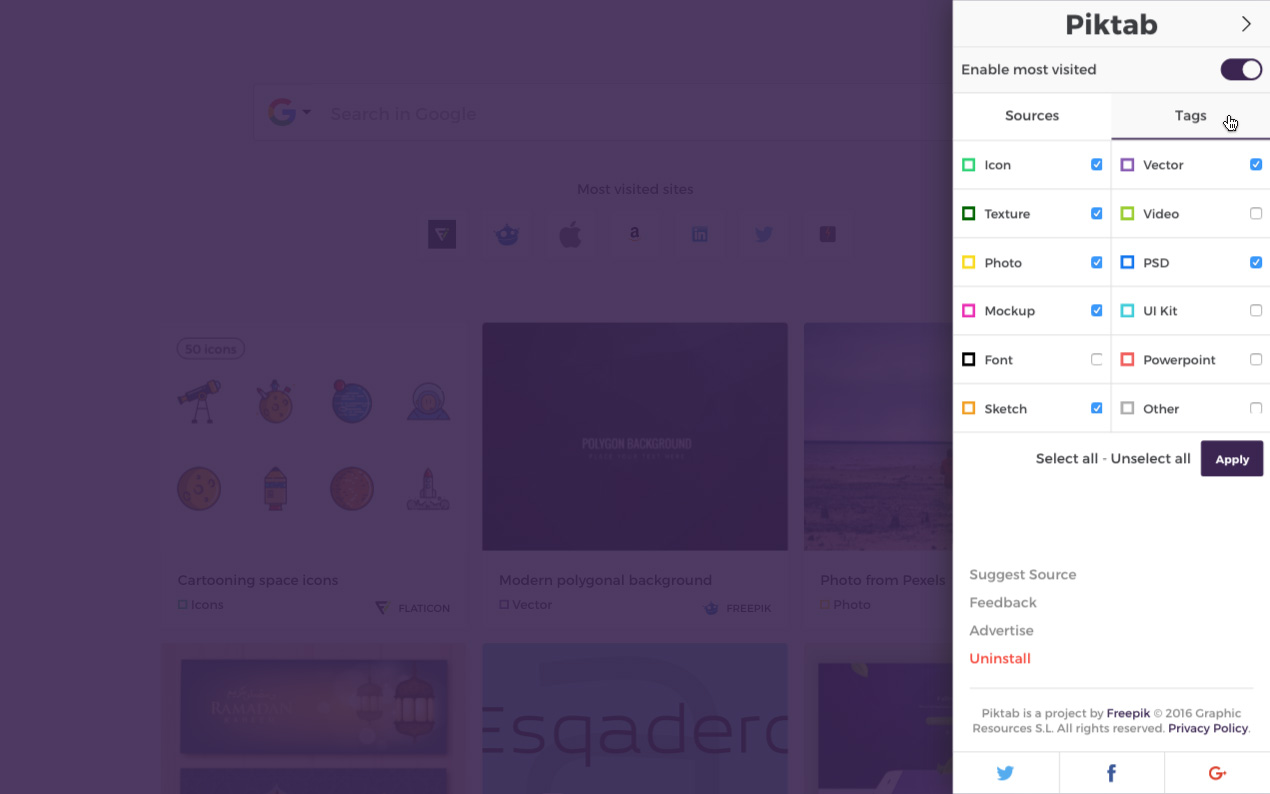 Piktab
Enable most visited
Sources
Tags
Search in Google
Most visited sites
Icon
Vector
Texture
Video
Photo
PSD
Mockup
UI Kit
Font
Powerpoint
Sketch
Other
Select all - Unselect all
Apply
50 icons
POLYGON BACKGROUND
Cartooning space icons
Icons
FLATICON
Modern polygonal background
Vector
FREEPIK
Photo from Pexels
Photo
RAMADAN
Esqadero
Suggest Source
Feedback
Advertise
Uninstall
Piktab is a project by Freepik © 2016 Graphic
Resources S.L. All rights reserved. Privacy Policy.